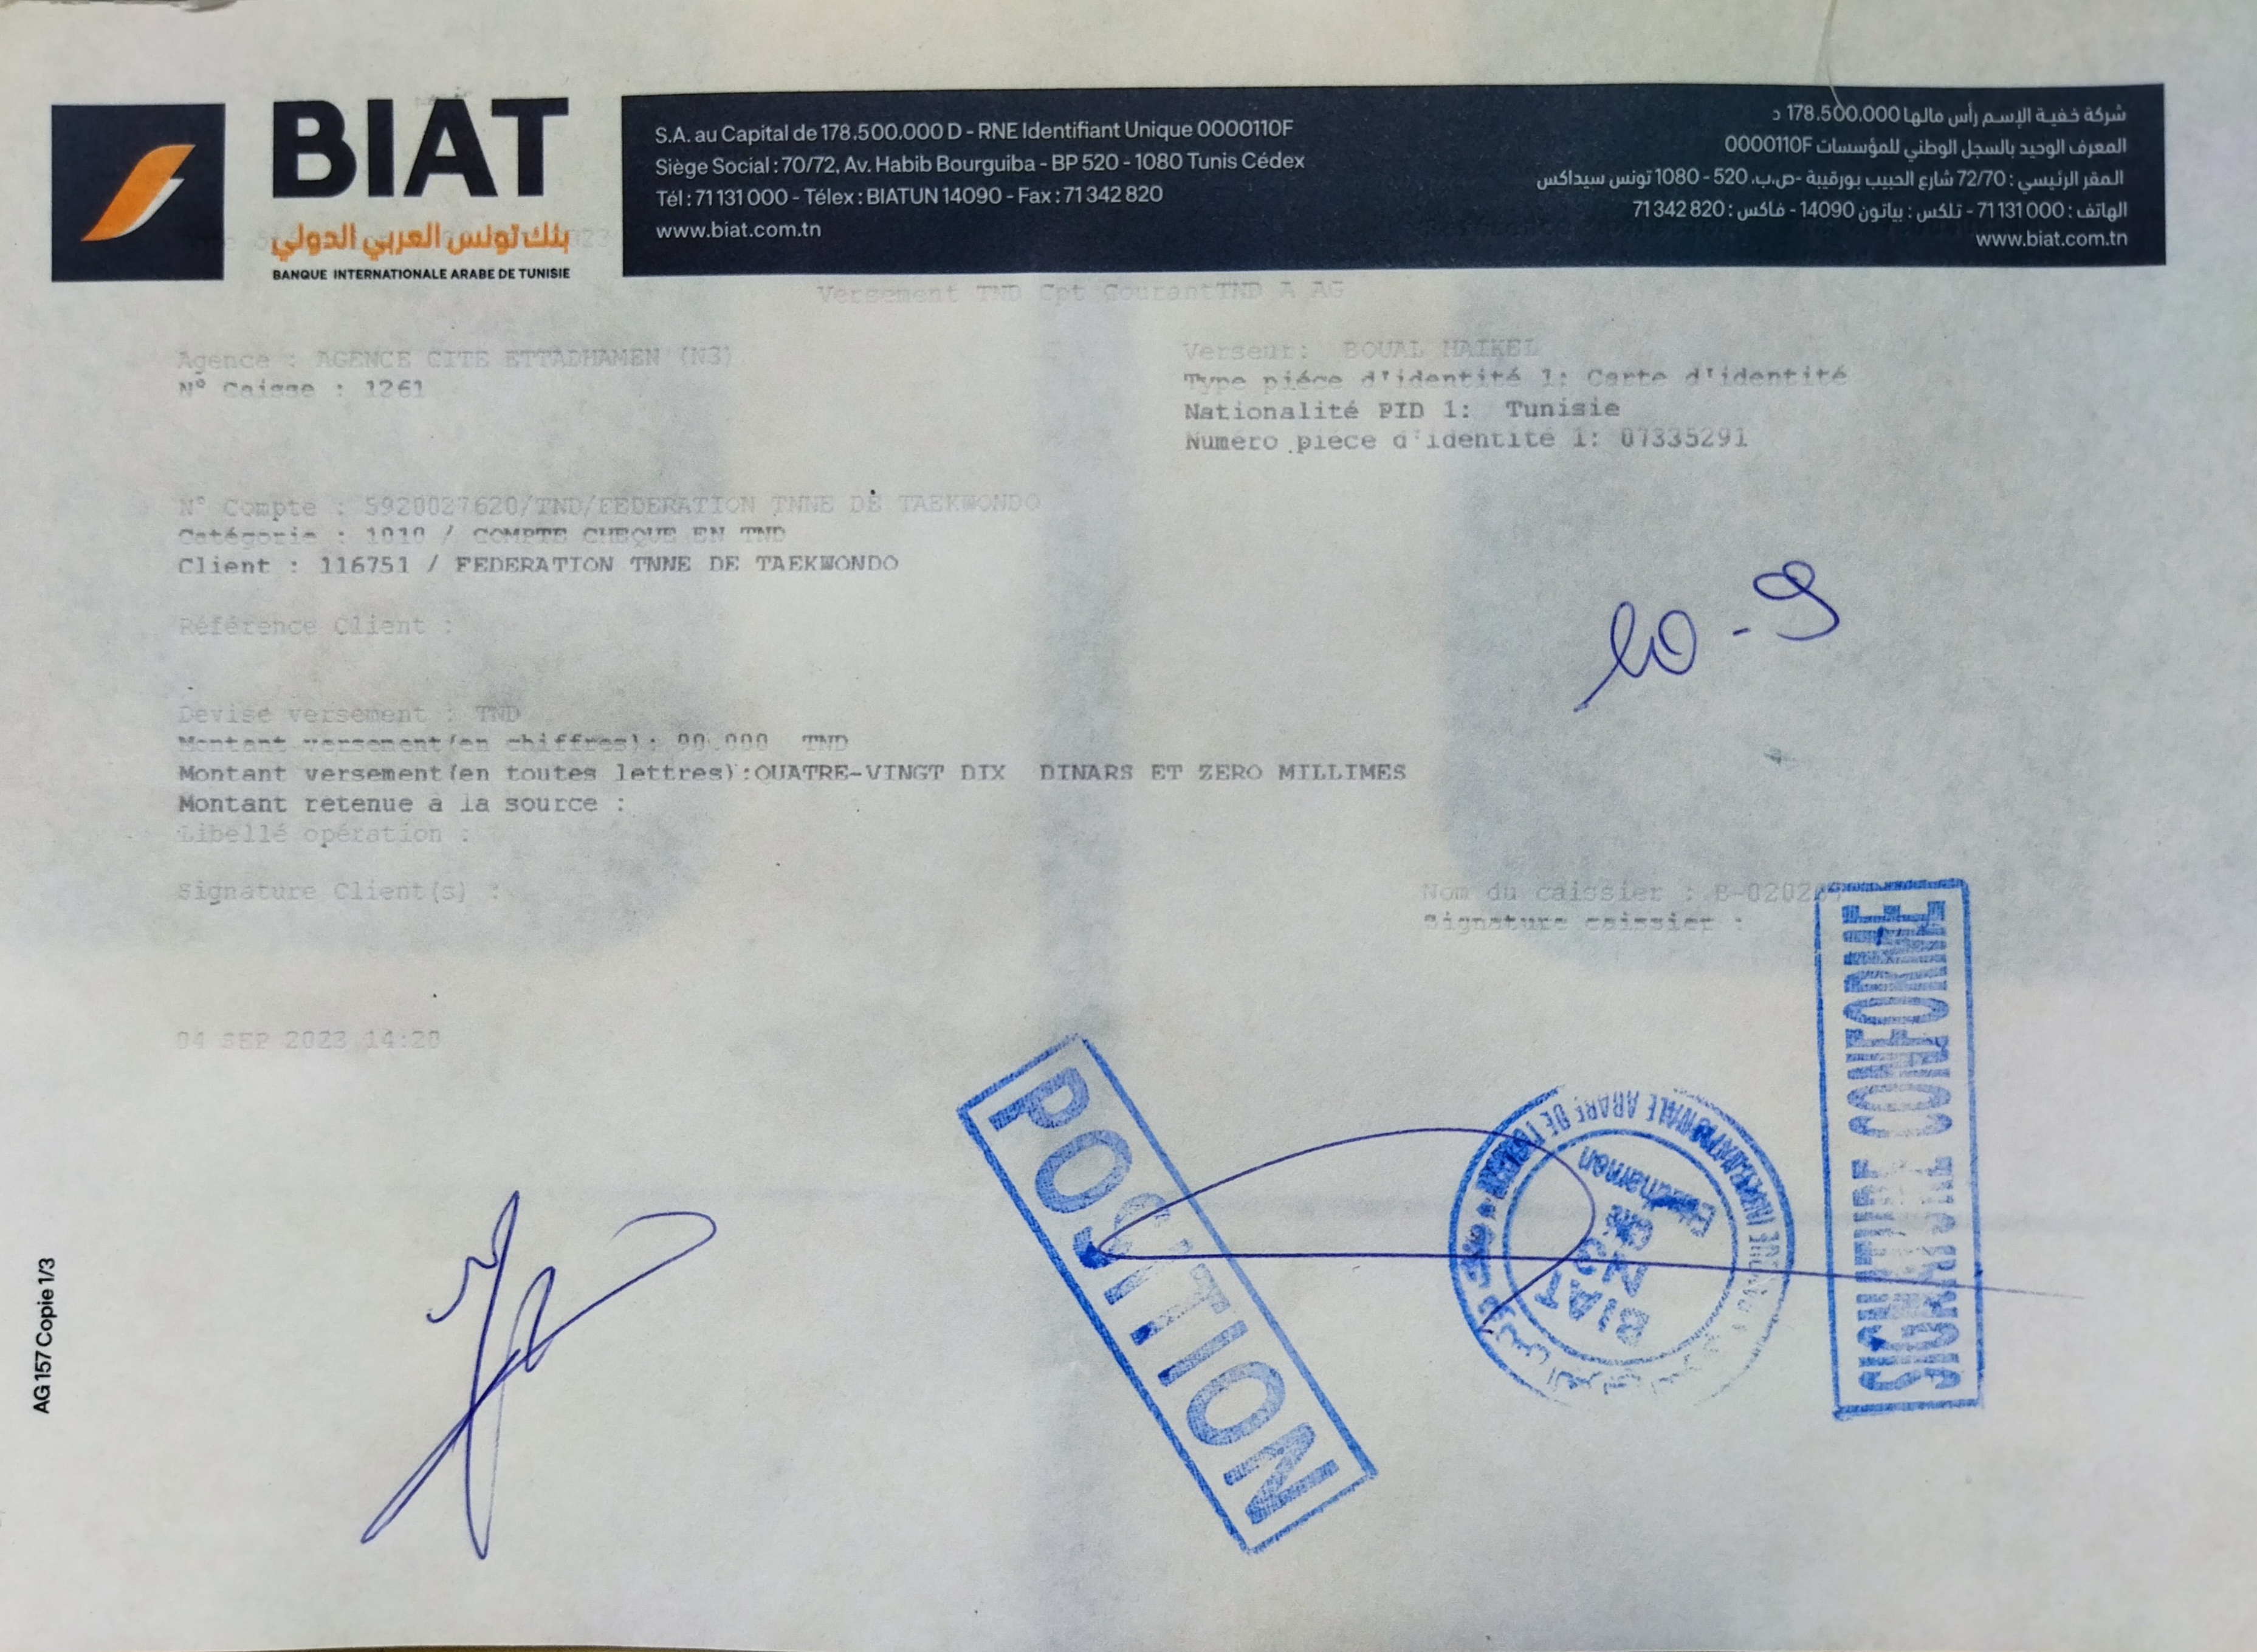 BIAT
بنك تونس العربي الدولي
BANQUE INTERNATIONALE ARABE DE TUNISIE
S.A. au Capital de 178.500.000 D - RNE Identifiant Unique 0000110F
Siège Social : 70/72, Av. Habib Bourguiba - BP 520 - 1080 Tunis Cédex
Tél : 71 131 000 - Télex : BIATUN 14090 - Fax : 71 342 820
www.biat.com.tn
شركة خفية الإسم رأس مالها 178.500.000 د
المعرف الوحيد بالسجل الوطني للمؤسسات 0000110F
المقر الرئيسي : 72/70 شارع الحبيب بورقيبة -ص.ب. 520 - 1080 تونس سيداكس
الهاتف : 71 131 000 - تلكس : بياتون 14090 - فاكس : 71 342 820
www.biat.com.tn
Versement TND Cpt CourantTND A AG
Agence : AGENCE CITE ETTADHAMEN (N3)
N° Caisse : 1261
Verseur: BOUAL HAIKEL
Type piéce d'identité 1: Carte d'identité
Nationalité PID 1: Tunisie
Numéro piéce d'identité 1: 07335291
N° Compte : 5920027620/TND/FEDERATION TNNE DE TAEKWONDO
Catégorie : 1010 / COMPTE CHEQUE EN TND
Client : 116751 / FEDERATION TNNE DE TAEKWONDO
Référence Client :
10-9
Devise versement : TND
Montant versement(en chiffres): 90.000 TND
Montant versement(en toutes lettres):QUATRE-VINGT DIX DINARS ET ZERO MILLIMES
Montant retenue à la source :
Libellé opération :
Signature Client(s) :
Nom du caissier : B-020269
Signature caissier :
04 SEP 2023 14:20
POSITION
BIAT
N3
Cité
Ettadhamen
SIGNATURE CONFORME
AG 157 Copie 1/3